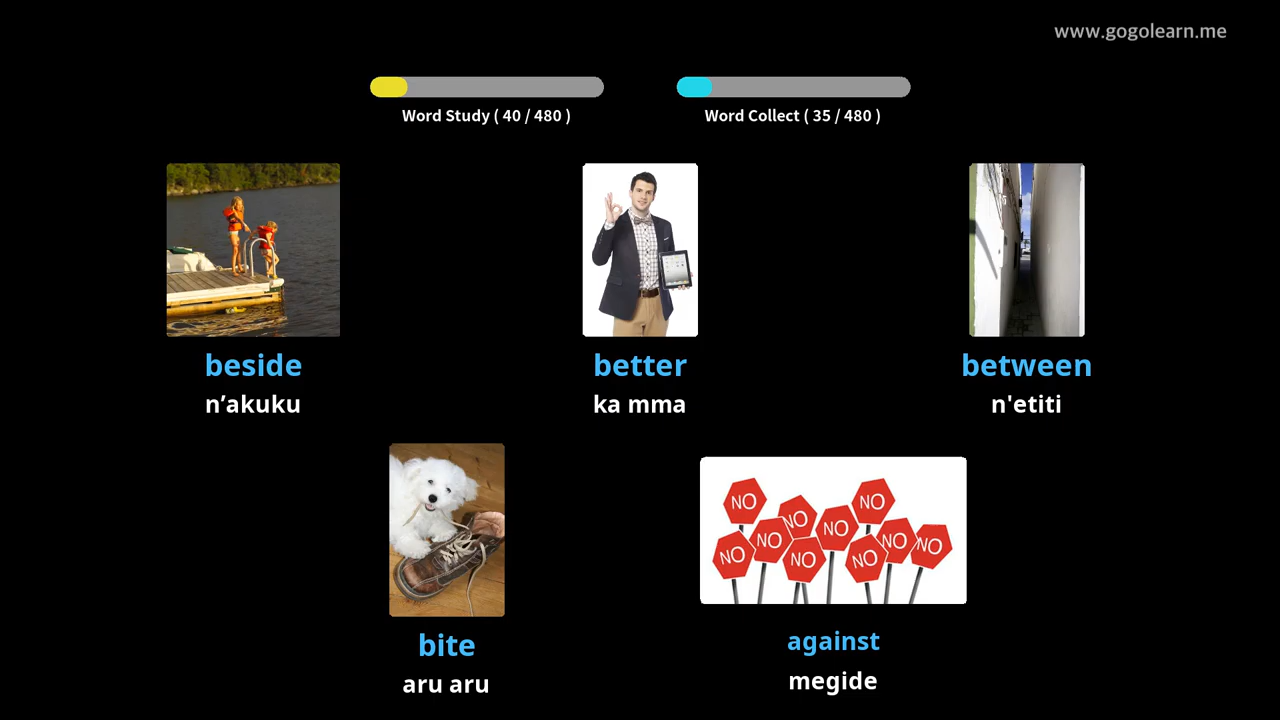 www.gogolearn.me
Word Study ( 40 / 480 )
Word Collect ( 35 / 480 )
beside
n’akuku
better
ka mma
between
n'etiti
NO NO NO NO NO NO NO NO NO NO
bite
aru aru
against
megide